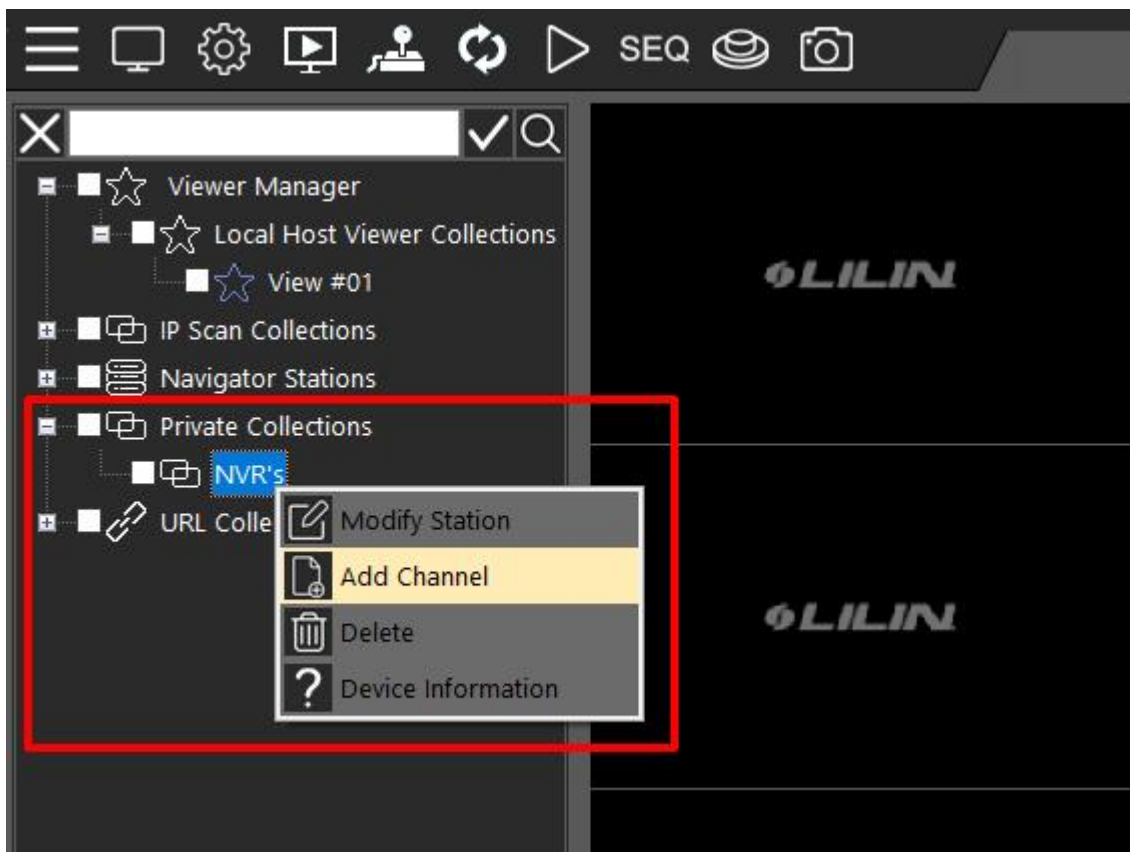 SEQ
Viewer Manager
Local Host Viewer Collections
View #01
IP Scan Collections
Navigator Stations
Private Collections
NVR's
URL Colle
Modify Station
Add Channel
Delete
Device Information
LILIN
LILIN